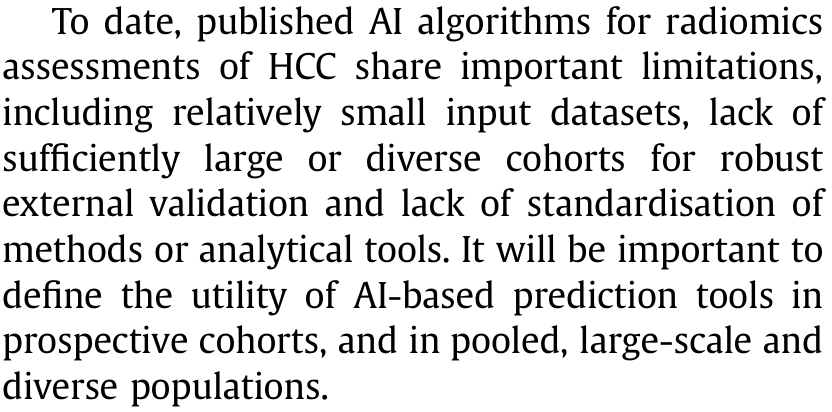 To date, published AI algorithms for radiomics
assessments of HCC share important limitations,
including relatively small input datasets, lack of
sufficiently large or diverse cohorts for robust
external validation and lack of standardisation of
methods or analytical tools. It will be important to
define the utility of AI-based prediction tools in
prospective cohorts, and in pooled, large-scale and
diverse populations.